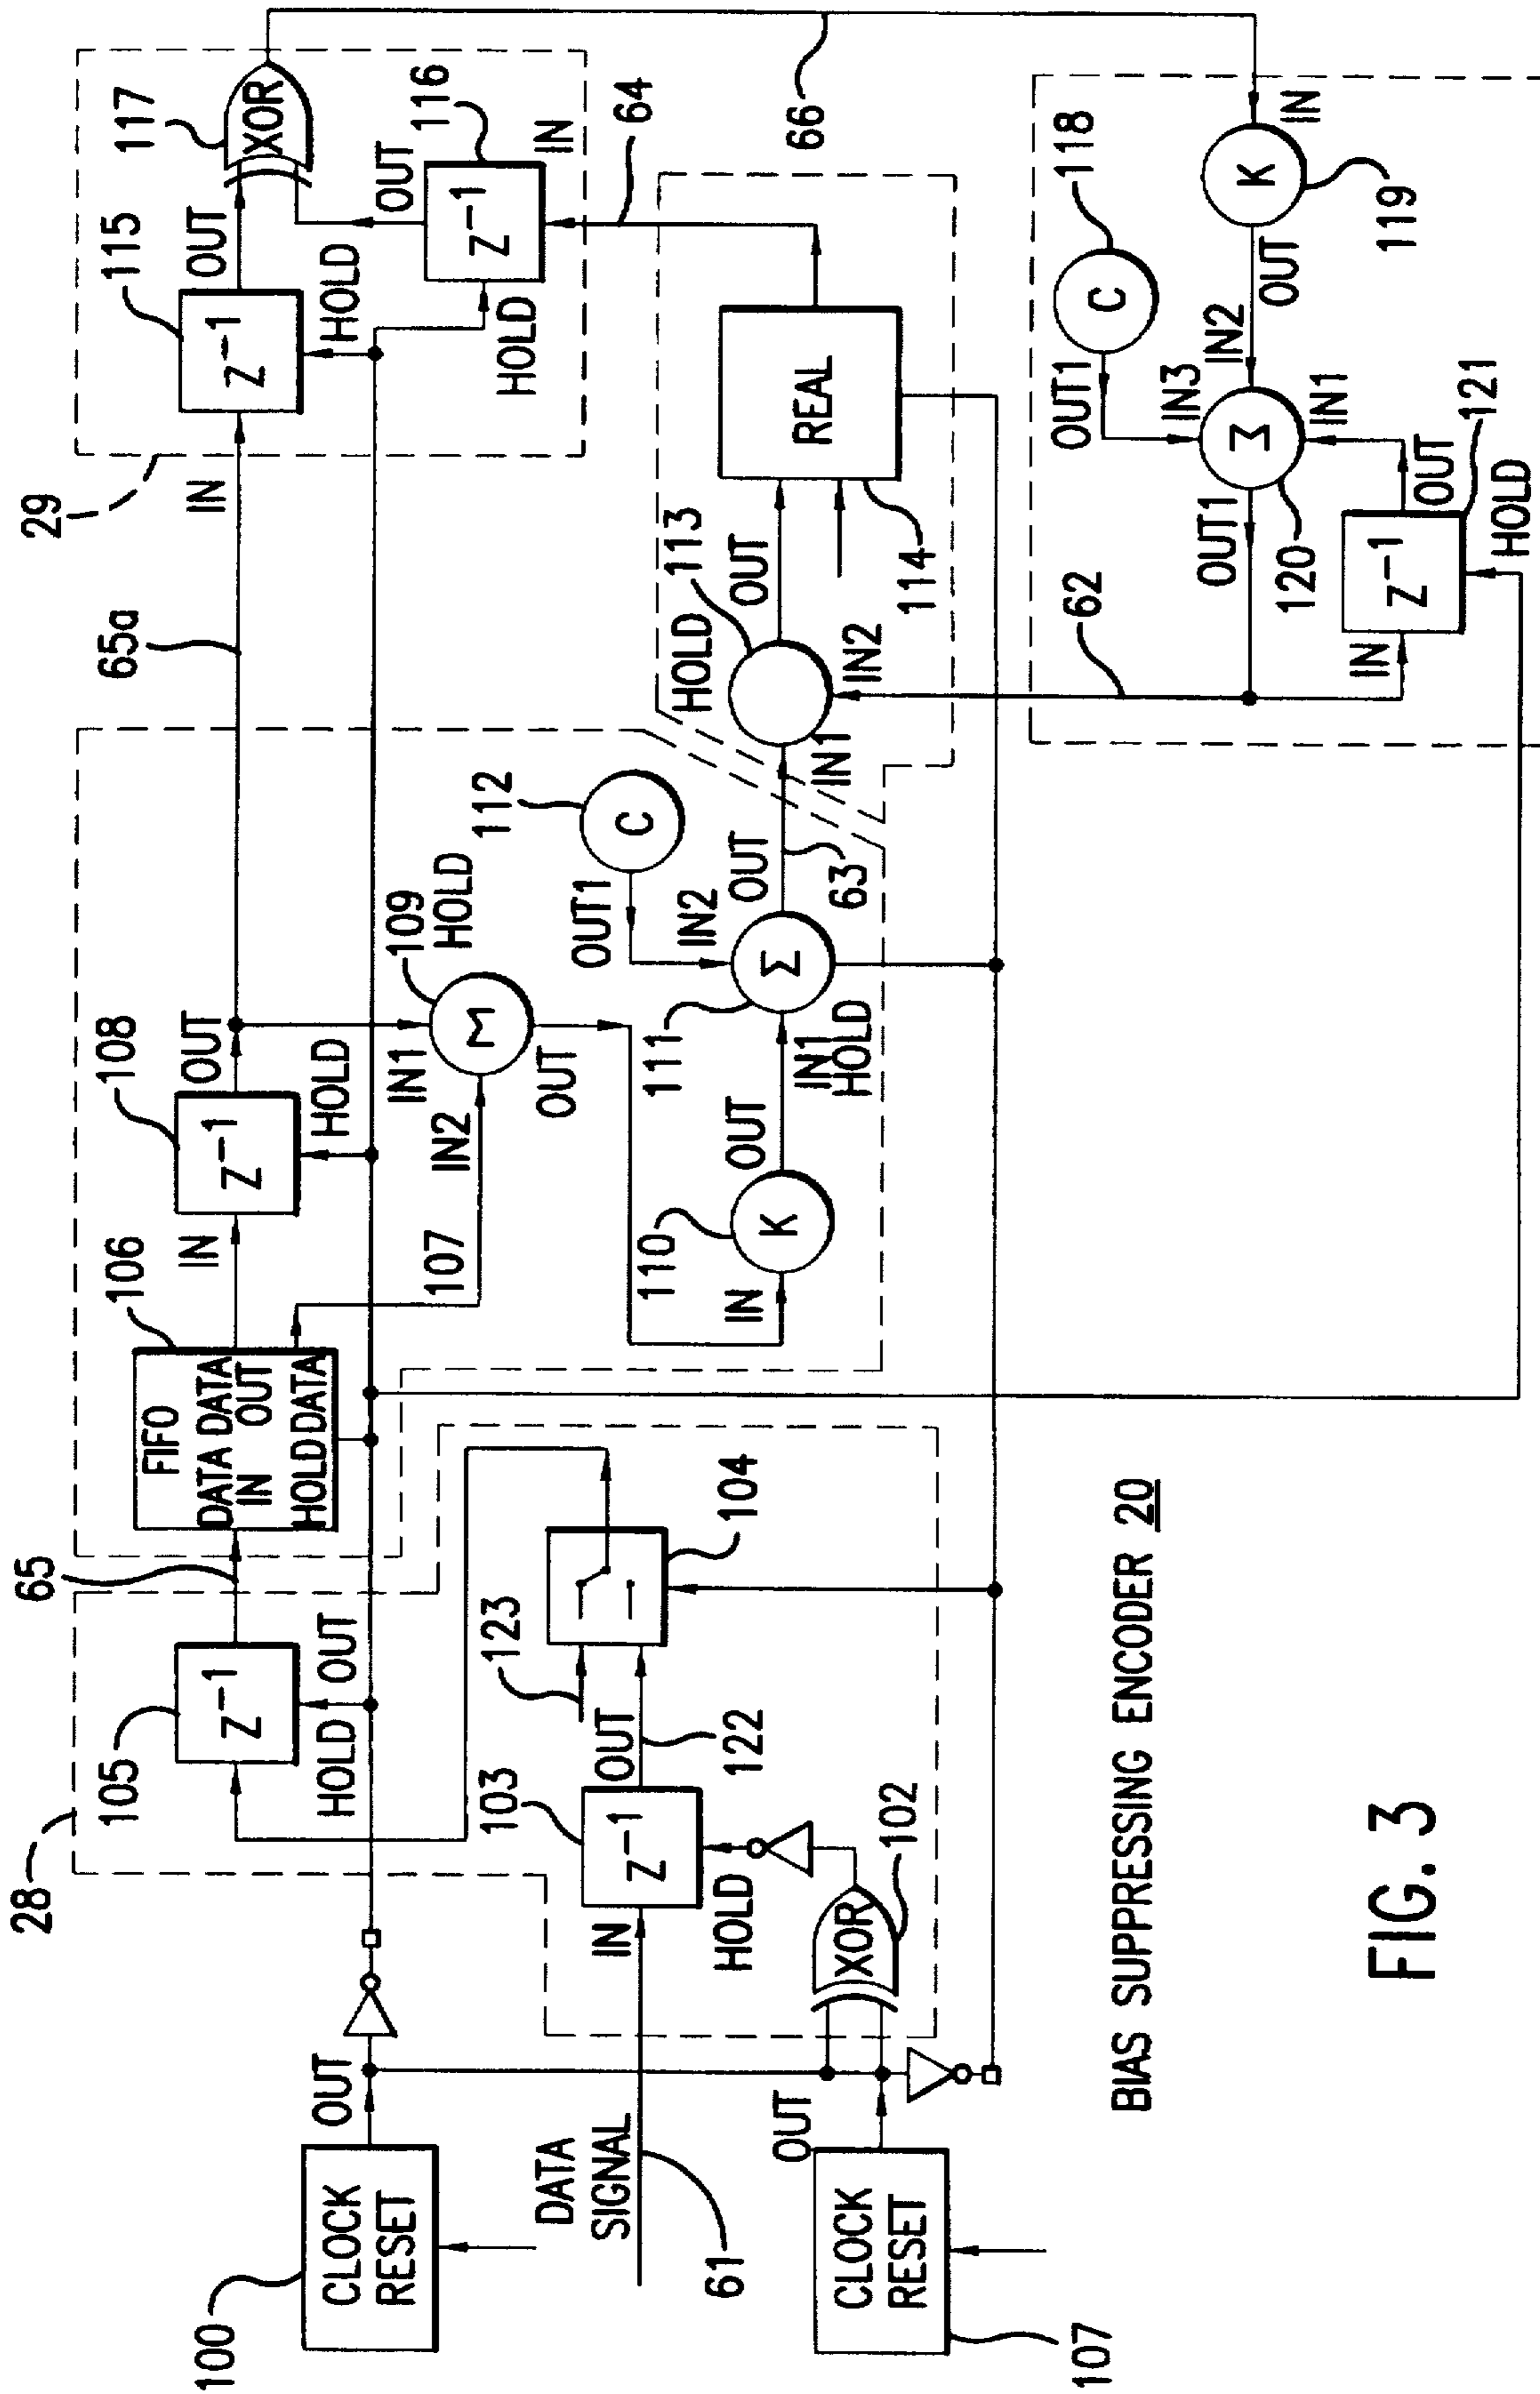 28
105
Z⁻¹
HOLD
OUT
65
FIFO
DATA DATA
IN OUT
HOLD DATA
106
IN
Z⁻¹
108
OUT
HOLD
65a
29
IN
Z⁻¹
115
OUT
HOLD
XOR
117
OUT
Z⁻¹
116
HOLD
IN
64
66
100
CLOCK
RESET
OUT
DATA
SIGNAL
61
IN
Z⁻¹
103
HOLD
OUT
122
123
104
XOR
102
CLOCK
RESET
107
OUT
107
IN2
IN1
Σ
109
HOLD
OUT
IN
K
110
OUT
IN1
HOLD
Σ
111
IN2
OUT1
C
112
OUT
63
IN1
HOLD
113
IN2
OUT
REAL
114
62
OUT1
Σ
120
IN3
OUT1
C
118
IN2
OUT
K
119
IN
IN1
OUT
Z⁻¹
121
IN
HOLD
BIAS SUPPRESSING ENCODER 20
FIG. 3